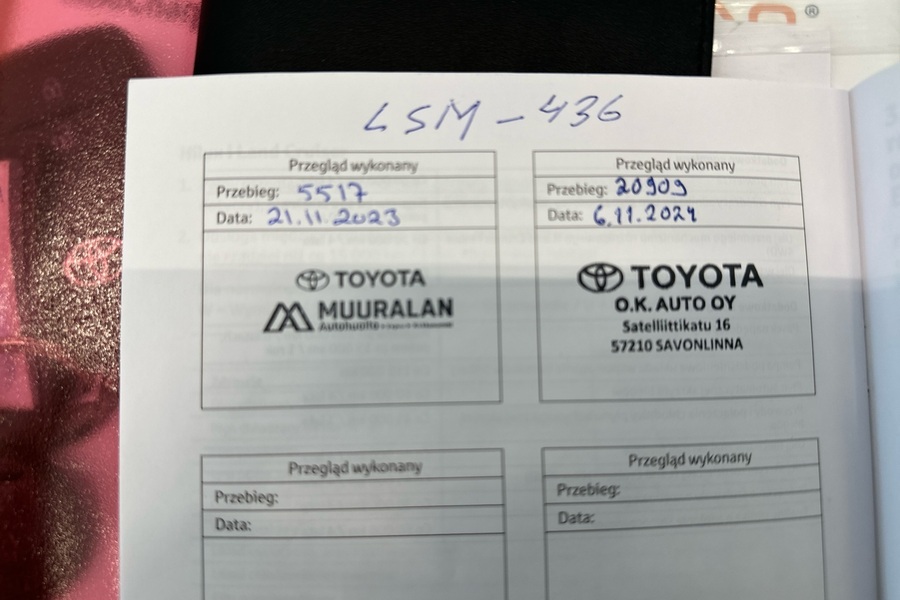 ®
LSM-436
Przegląd wykonany
Przebieg: 5517
Data: 21.11.2023
TOYOTA
MUURALAN
Autohuolto
Przegląd wykonany
Przebieg: 20909
Data: 6.11.2024
TOYOTA
O.K. AUTO OY
Satelliittikatu 16
57210 SAVONLINNA
Przegląd wykonany
Przebieg:
Data:
Przegląd wykonany
Przebieg:
Data: